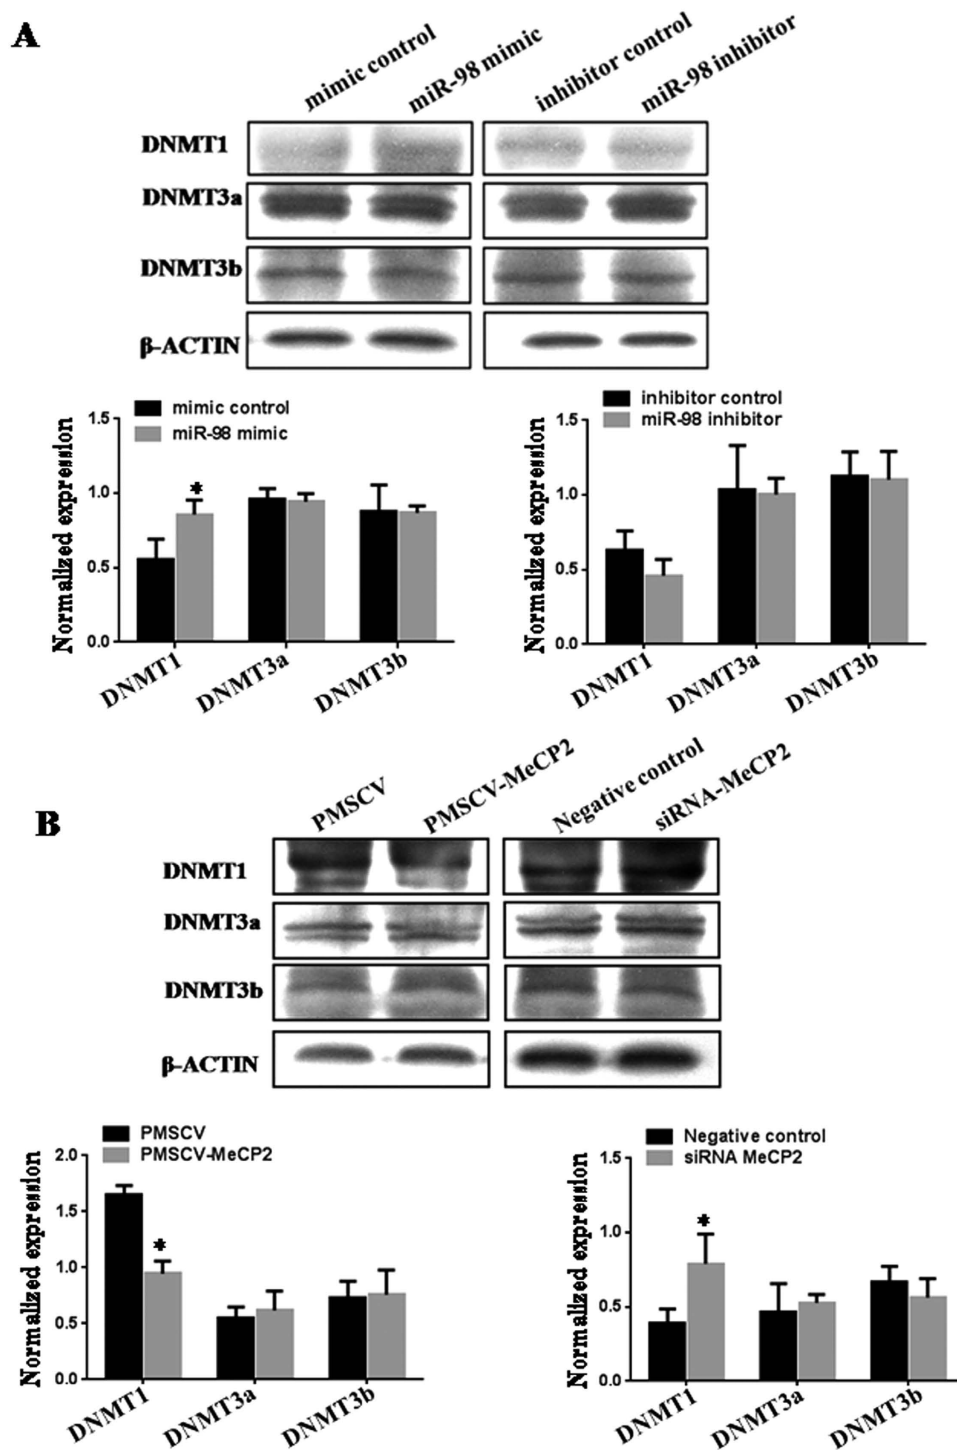 A
mimic control
miR-98 mimic
inhibitor control
miR-98 inhibitor
DNMT1
DNMT3a
DNMT3b
β-ACTIN
mimic control
miR-98 mimic
Normalized expression
1.5
1.0
0.5
0.0
*
DNMT1
DNMT3a
DNMT3b
inhibitor control
miR-98 inhibitor
Normalized expression
1.5
1.0
0.5
0.0
DNMT1
DNMT3a
DNMT3b
B
PMSCV
PMSCV-MeCP2
Negative control
siRNA-MeCP2
DNMT1
DNMT3a
DNMT3b
β-ACTIN
PMSCV
PMSCV-MeCP2
Normalized expression
2.0
1.5
1.0
0.5
0.0
*
DNMT1
DNMT3a
DNMT3b
Negative control
siRNA MeCP2
Normalized expression
1.5
1.0
0.5
0.0
*
DNMT1
DNMT3a
DNMT3b